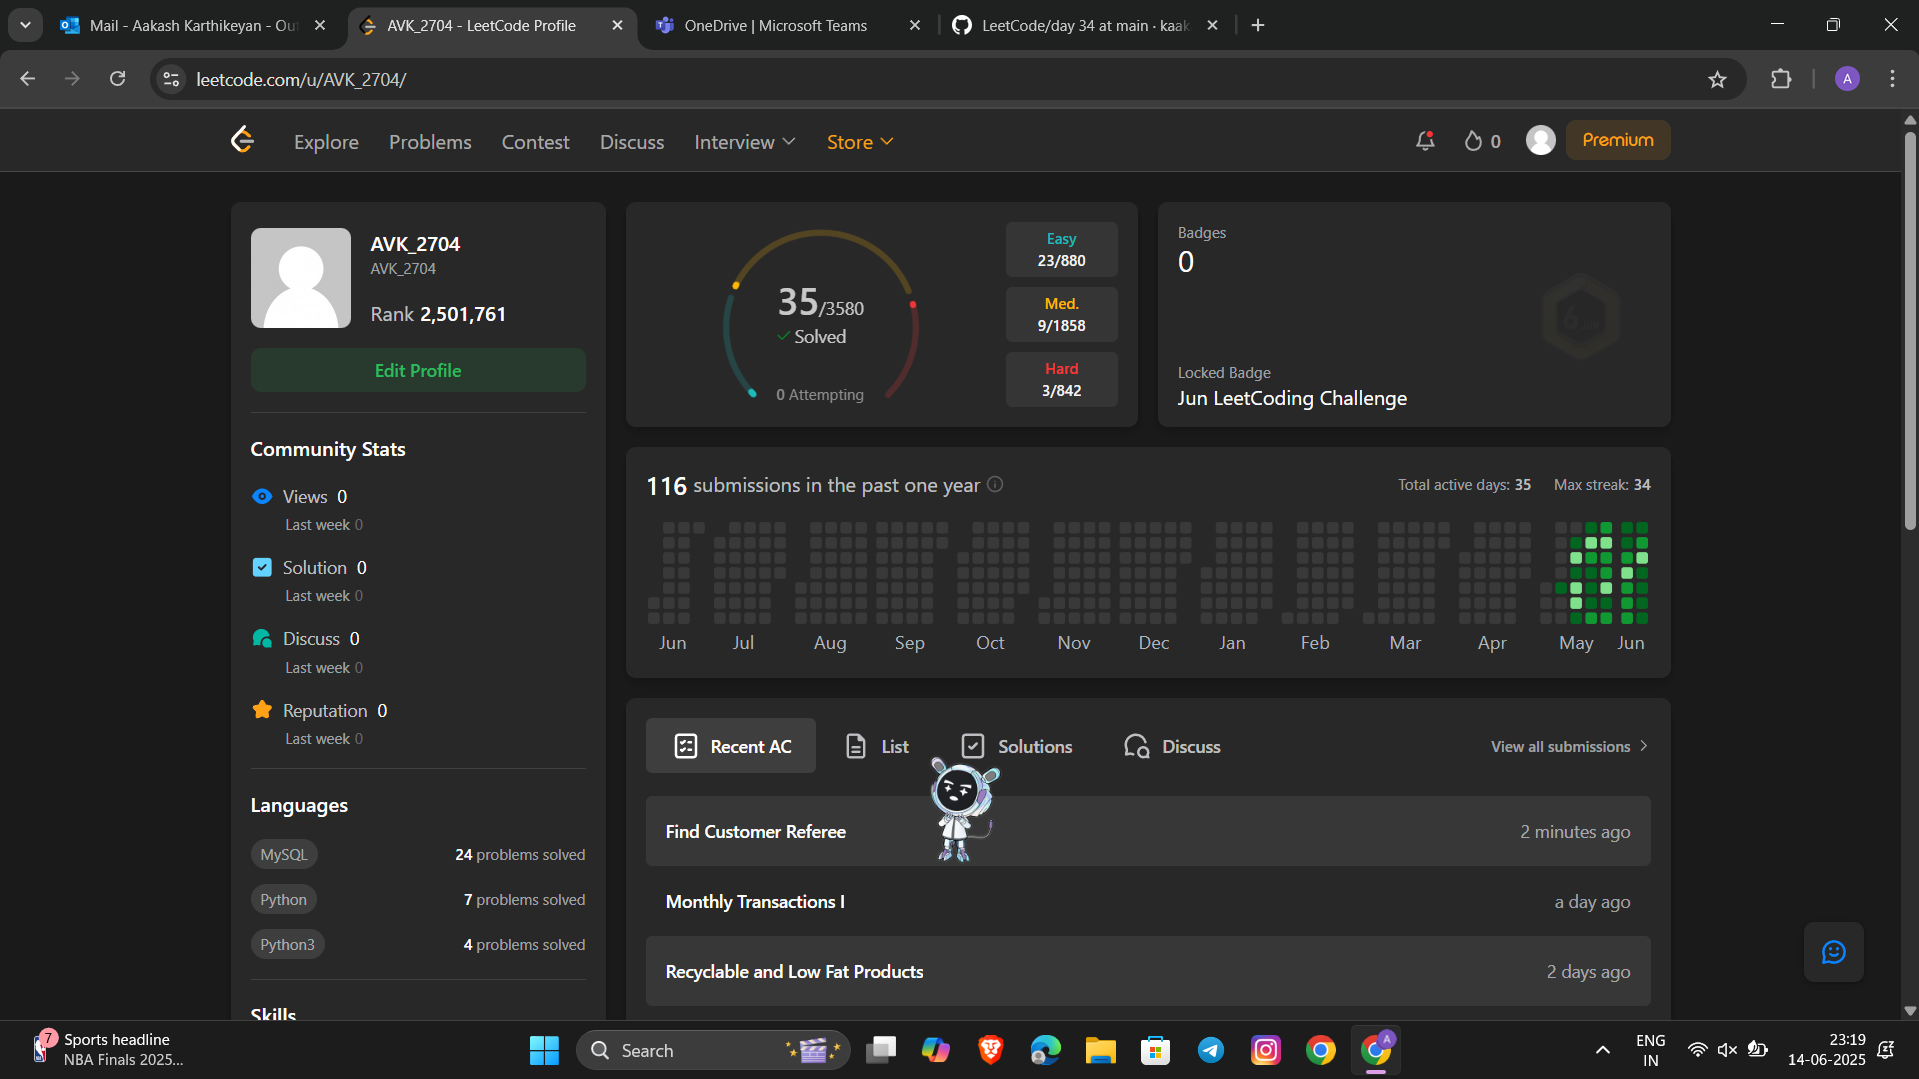 Mail - Aakash Karthikeyan - Out
AVK_2704 - LeetCode Profile
OneDrive | Microsoft Teams
LeetCode/day 34 at main · kaak
leetcode.com/u/AVK_2704/
A
Explore
Problems
Contest
Discuss
Interview
Store
0
Premium
AVK_2704
AVK_2704
Rank 2,501,761
Edit Profile
Community Stats
Views 0
Last week 0
Solution 0
Last week 0
Discuss 0
Last week 0
Reputation 0
Last week 0
Languages
MySQL
24 problems solved
Python
7 problems solved
Python3
4 problems solved
Skills
35/3580
Solved
0 Attempting
Easy
23/880
Med.
9/1858
Hard
3/842
Badges
0
Locked Badge
Jun LeetCoding Challenge
116 submissions in the past one year
Total active days: 35
Max streak: 34
Jun Jul Aug Sep Oct Nov Dec Jan Feb Mar Apr May Jun
Recent AC
List
Solutions
Discuss
View all submissions
Find Customer Referee
2 minutes ago
Monthly Transactions I
a day ago
Recyclable and Low Fat Products
2 days ago
7
Sports headline
NBA Finals 2025...
Search
A
ENG
IN
23:19
14-06-2025